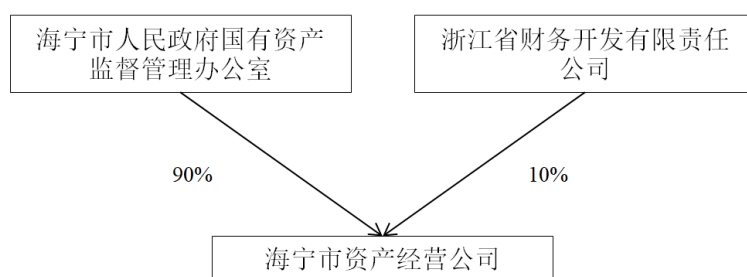 海宁市人民政府国有资产
监督管理办公室
浙江省财务开发有限责任
公司
90%
10%
海宁市资产经营公司